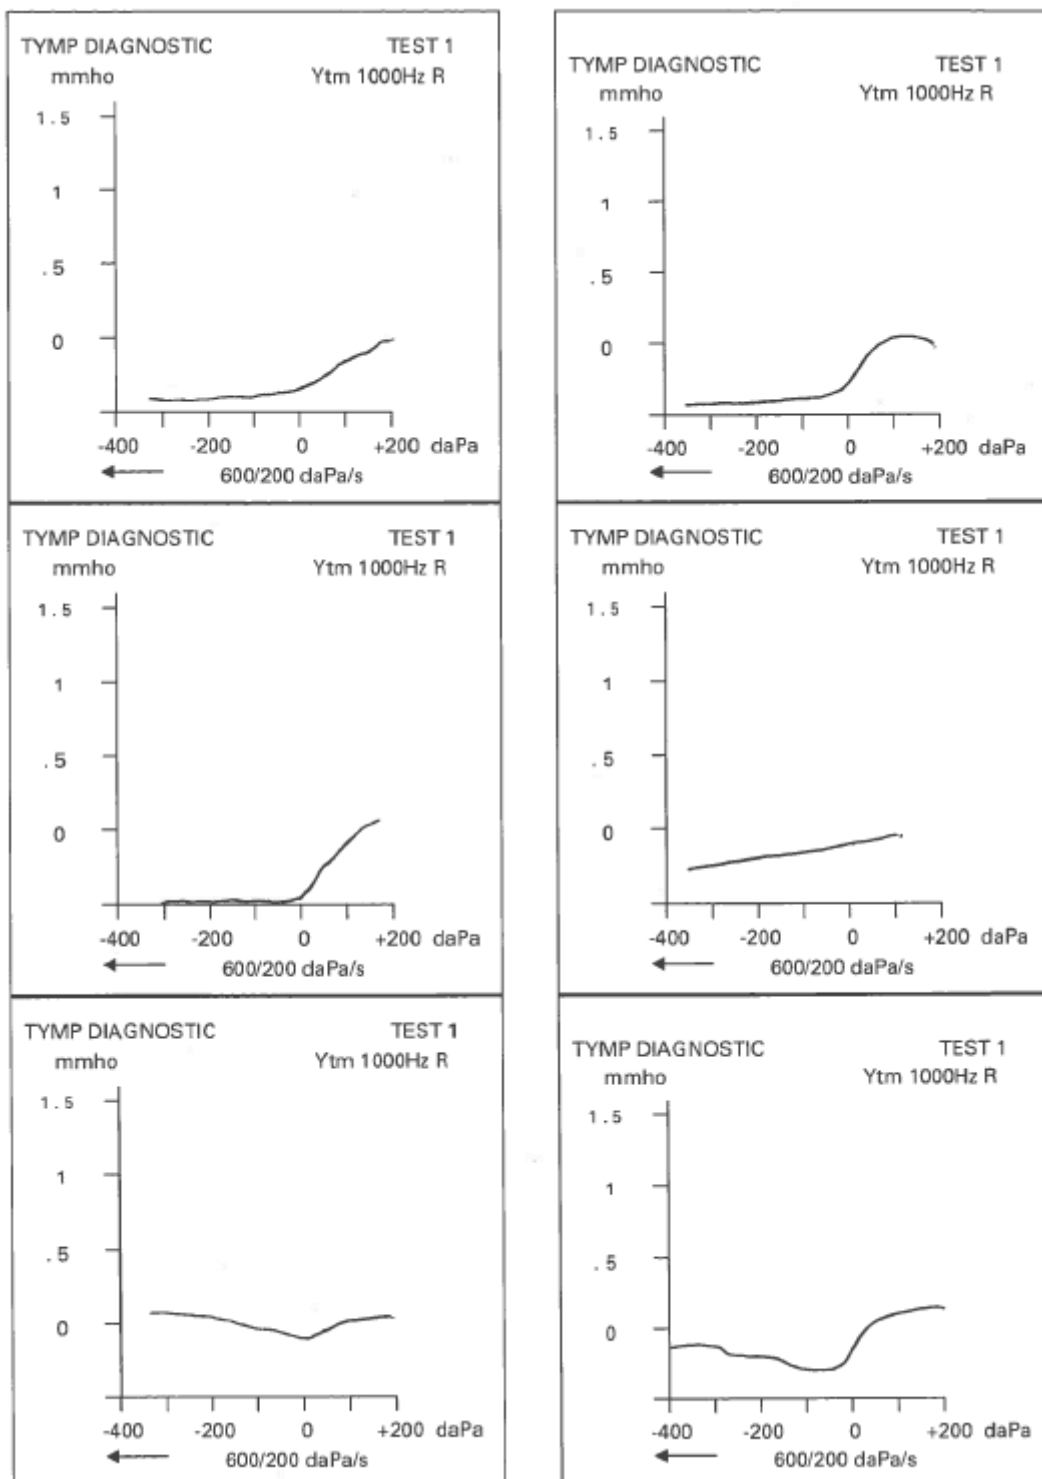 TYMP DIAGNOSTIC TEST 1
mmho Ytm 1000Hz R
1.5
1
.5
0
-400 -200 0 +200 daPa
600/200 daPa/s
TYMP DIAGNOSTIC TEST 1
mmho Ytm 1000Hz R
1.5
1
.5
0
-400 -200 0 +200 daPa
600/200 daPa/s
TYMP DIAGNOSTIC TEST 1
mmho Ytm 1000Hz R
1.5
1
.5
0
-400 -200 0 +200 daPa
600/200 daPa/s
TYMP DIAGNOSTIC TEST 1
mmho Ytm 1000Hz R
1.5
1
.5
0
-400 -200 0 +200 daPa
600/200 daPa/s
TYMP DIAGNOSTIC TEST 1
mmho Ytm 1000Hz R
1.5
1
.5
0
-400 -200 0 +200 daPa
600/200 daPa/s
TYMP DIAGNOSTIC TEST 1
mmho Ytm 1000Hz R
1.5
1
.5
0
-400 -200 0 +200 daPa
600/200 daPa/s